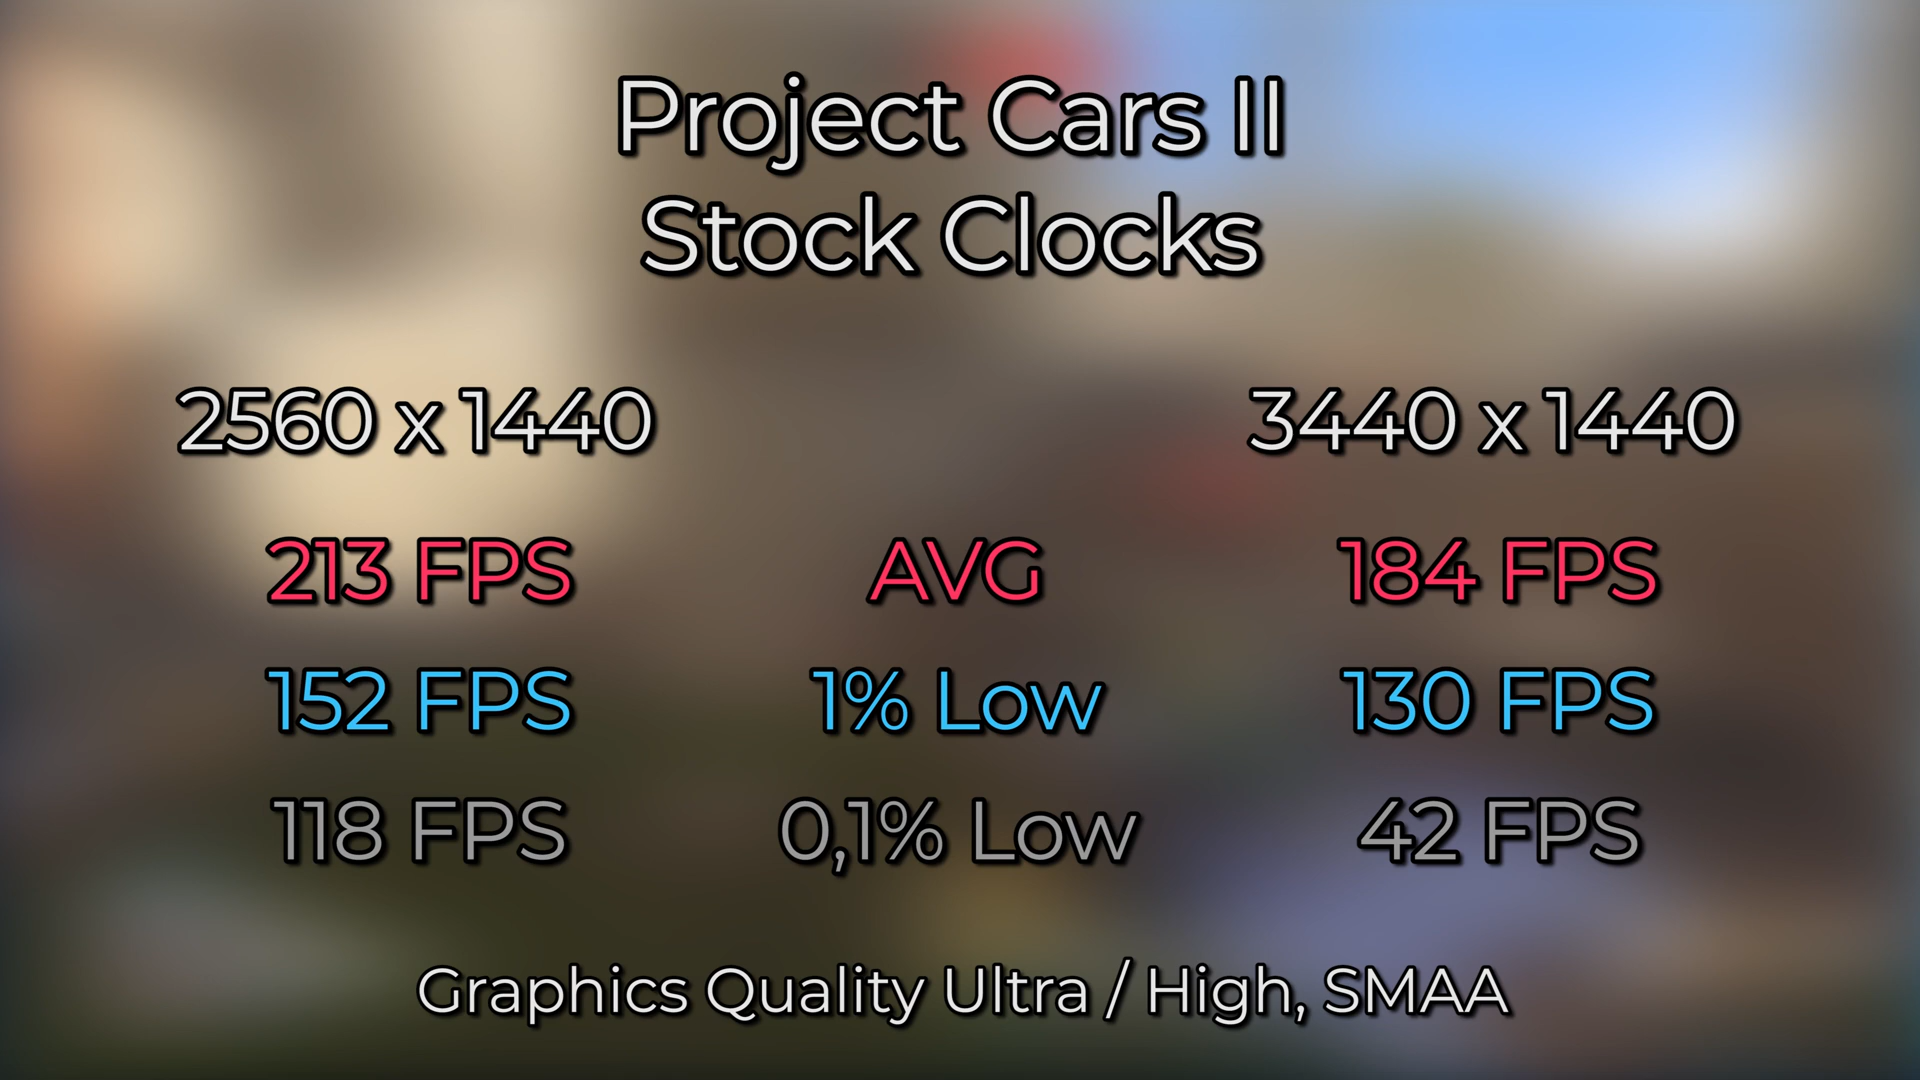 Project Cars II
Stock Clocks
2560 x 1440 3440 x 1440
213 FPS AVG 184 FPS
152 FPS 1% Low 130 FPS
118 FPS 0,1% Low 42 FPS
Graphics Quality Ultra / High, SMAA